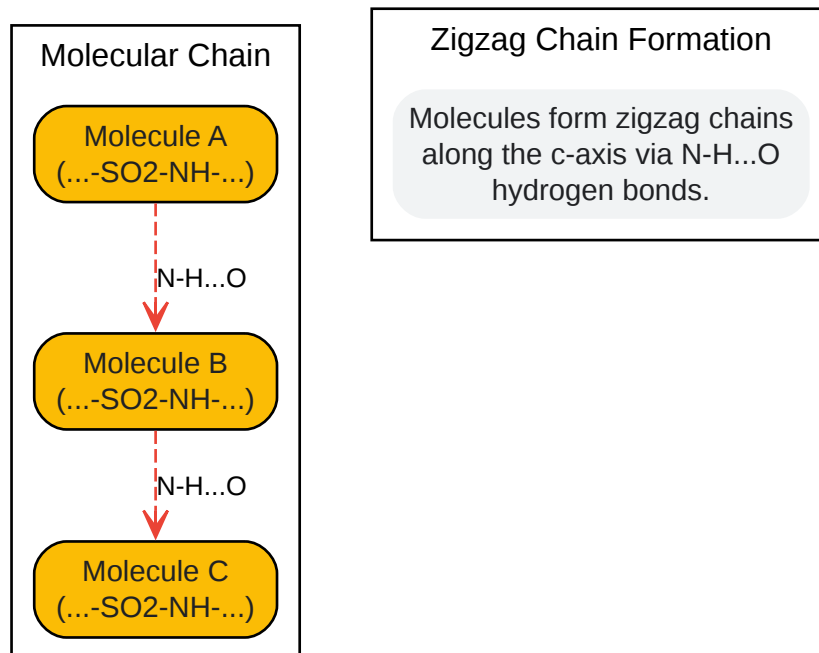 Molecular Chain
Molecule A
(...-SO2-NH-...)
N-H...O
Molecule B
(...-SO2-NH-...)
N-H...O
Molecule C
(...-SO2-NH-...)
Zigzag Chain Formation
Molecules form zigzag chains
along the c-axis via N-H...O
hydrogen bonds.